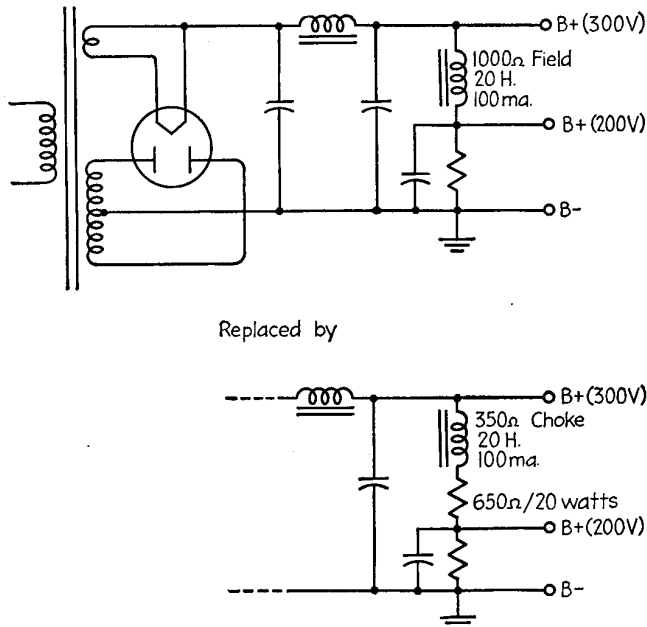 B+(300V)
1000Ω Field
20 H.
100ma.
B+(200V)
B-
Replaced by
B+(300V)
350Ω Choke
20 H.
100ma.
650Ω/20 watts
B+(200V)
B-